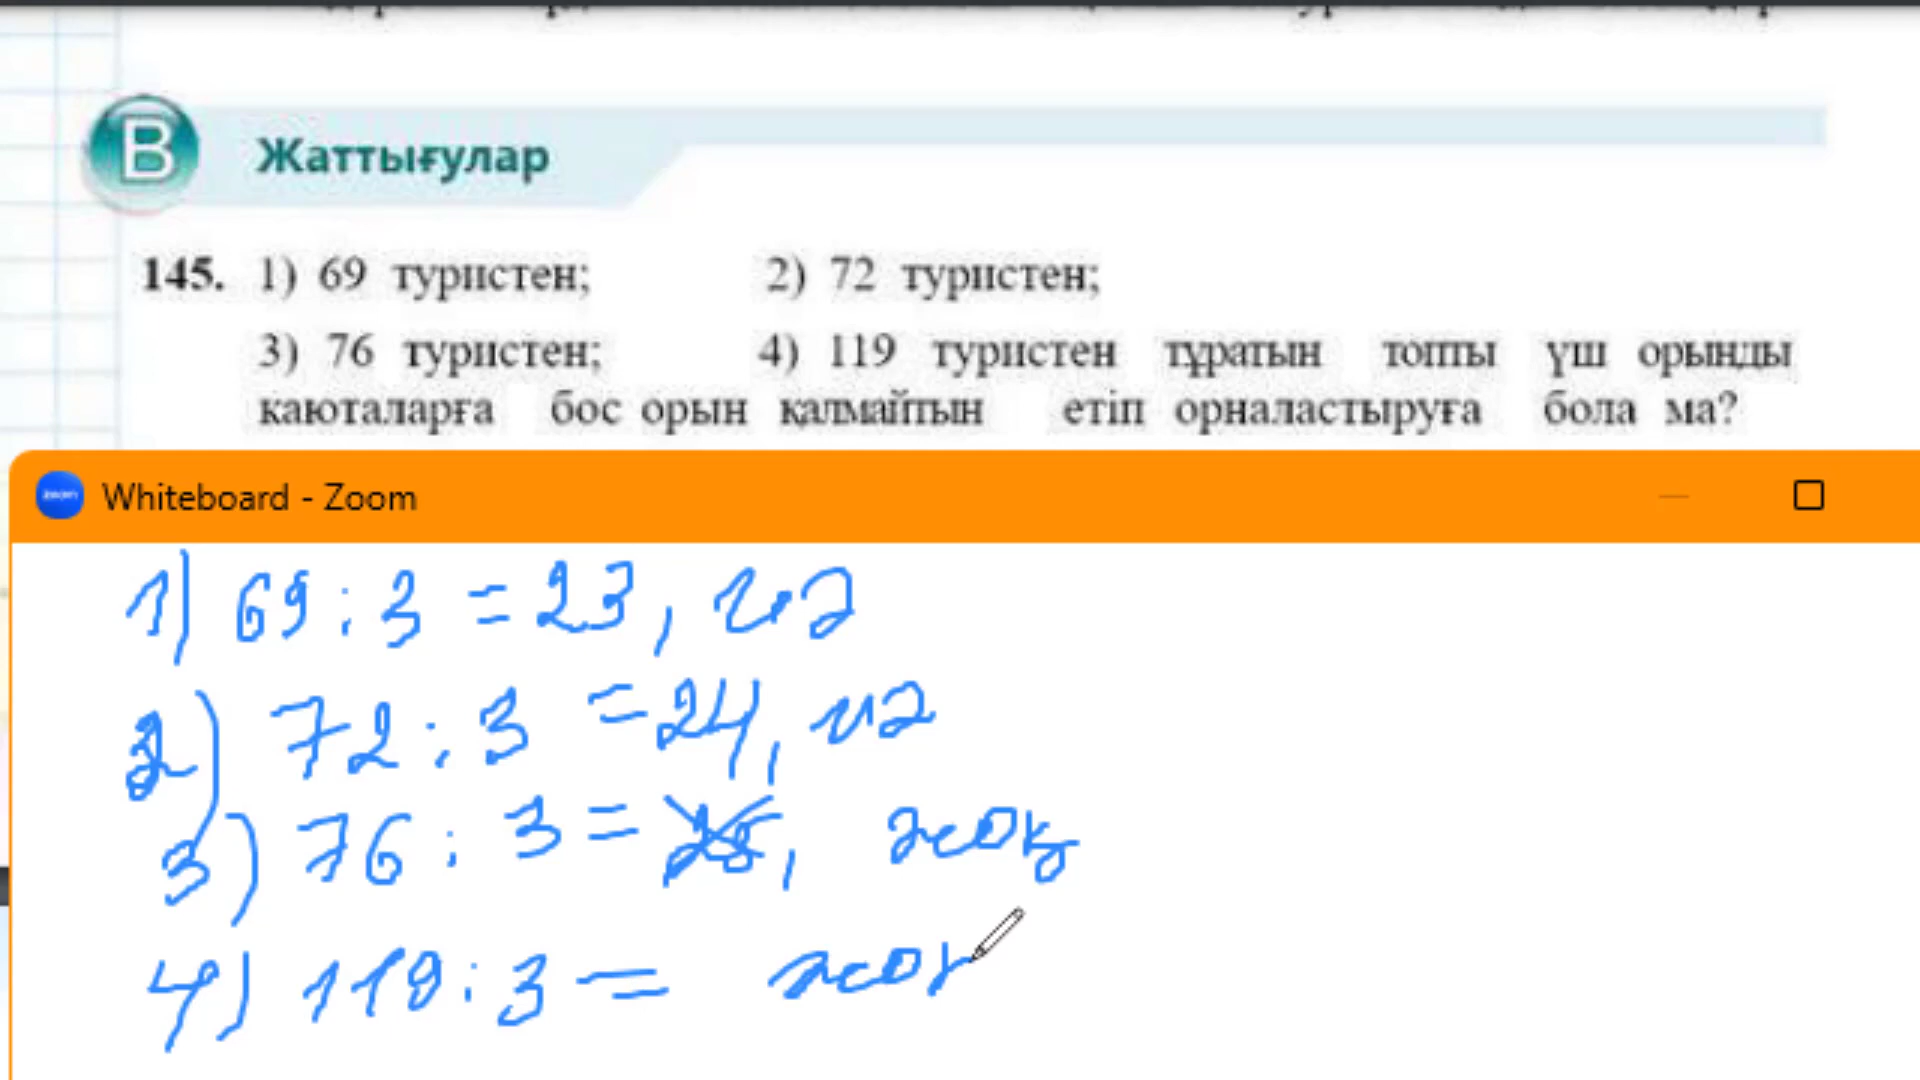 B Жаттығулар
145. 1) 69 туристен; 2) 72 туристен;
3) 76 туристен; 4) 119 туристен тұратын топты үш орынды
каюталарға бос орын қалмайтын етіп орналастыруға бола ма?
zoom Whiteboard - Zoom
1) 69 : 3 = 23, иә
2) 72 : 3 = 24, иә
3) 76 : 3 = , жоқ
4) 119 : 3 = жоқ